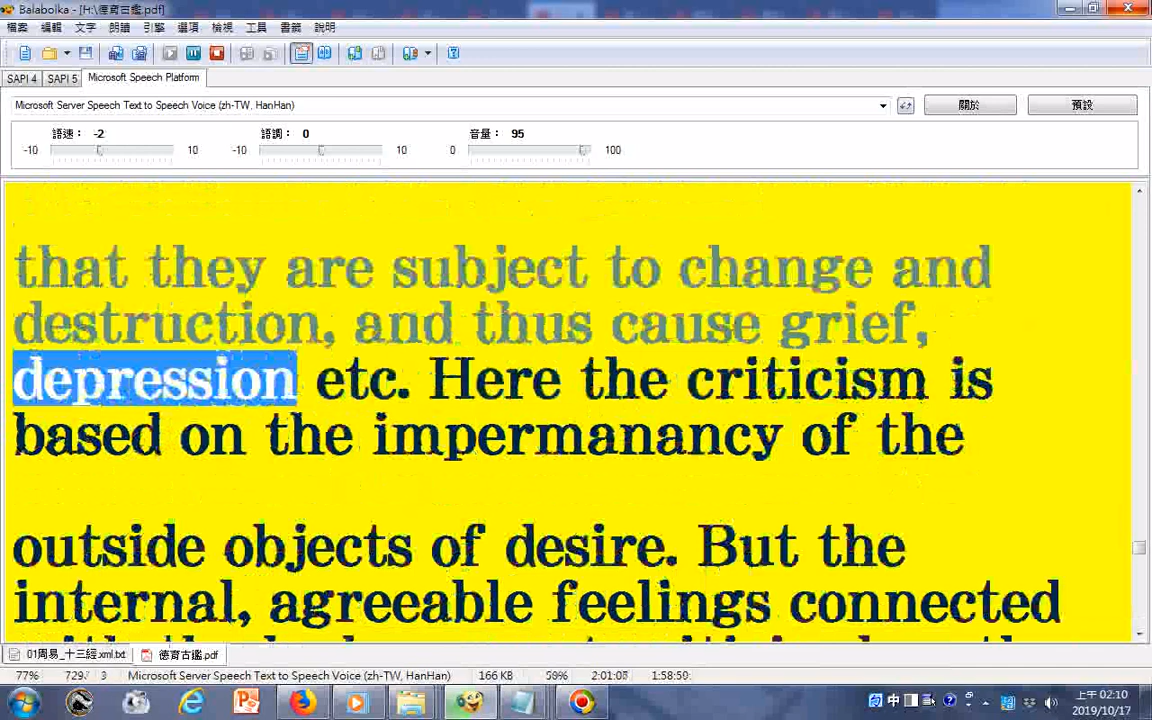 Balabolka - [H:\德育古鑑.pdf]
檔案 編輯 文字 朗讀 引擎 選項 檢視 工具 書籤 說明
SAPI 4 SAPI 5 Microsoft Speech Platform
Microsoft Server Speech Text to Speech Voice (zh-TW, HanHan) 關於 預設
語速： -2 語調： 0 音量： 95
-10 10 -10 10 0 100
that they are subject to change and
destruction, and thus cause grief,
depression etc. Here the criticism is
based on the impermanancy of the
outside objects of desire. But the
internal, agreeable feelings connected
01周易_十三經.xml.txt 德育古鑑.pdf
77% Microsoft Server Speech Text to Speech Voice (zh-TW, HanHan) 166 KB 2:01:05
中 上午 02:10
2019/10/17